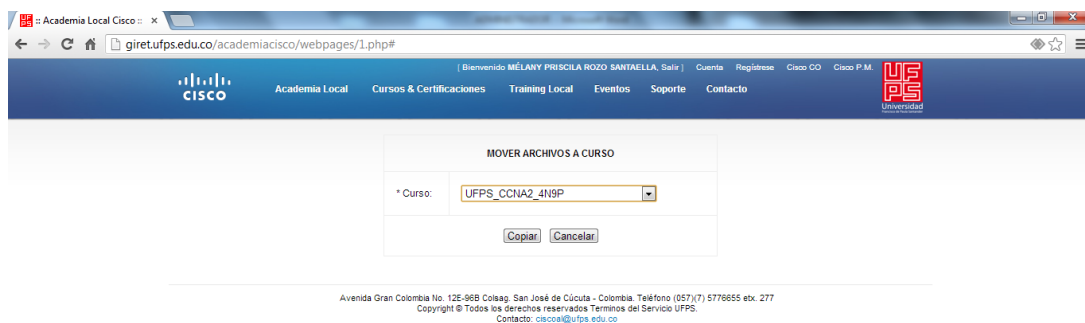 :: Academia Local Cisco ::
giret.ufps.edu.co/academiacisco/webpages/1.php#
[ Bienvenido MÉLANY PRISCILA ROZO SANTAELLA, Salir ] Cuenta Regístrese Cisco CO Cisco P.M.
CISCO
Academia Local Cursos & Certificaciones Training Local Eventos Soporte Contacto
UFPS
Universidad
MOVER ARCHIVOS A CURSO
* Curso: UFPS_CCNA2_4N9P
Copiar Cancelar
Avenida Gran Colombia No. 12E-96B Colsag. San José de Cúcuta - Colombia. Teléfono (057)(7) 5776655 etx. 277
Copyright © Todos los derechos reservados Terminos del Servicio UFPS.
Contacto: ciscoal@ufps.edu.co